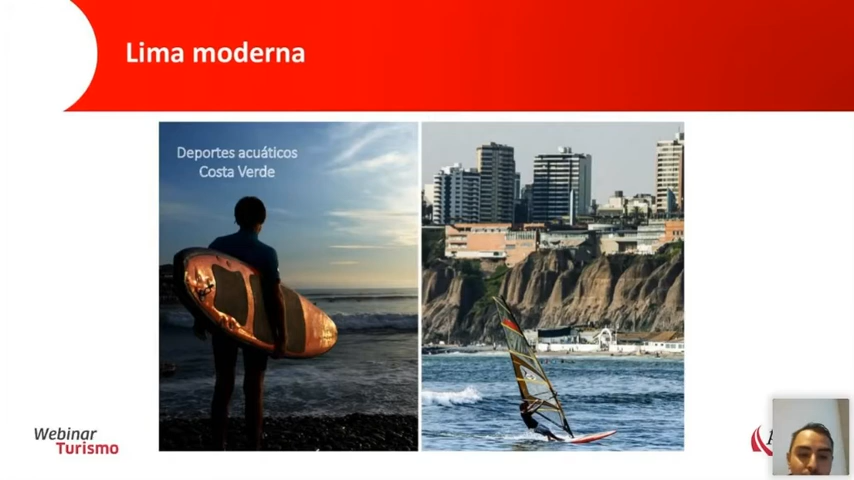 Lima moderna
Deportes acuáticos
Costa Verde
Webinar
Turismo